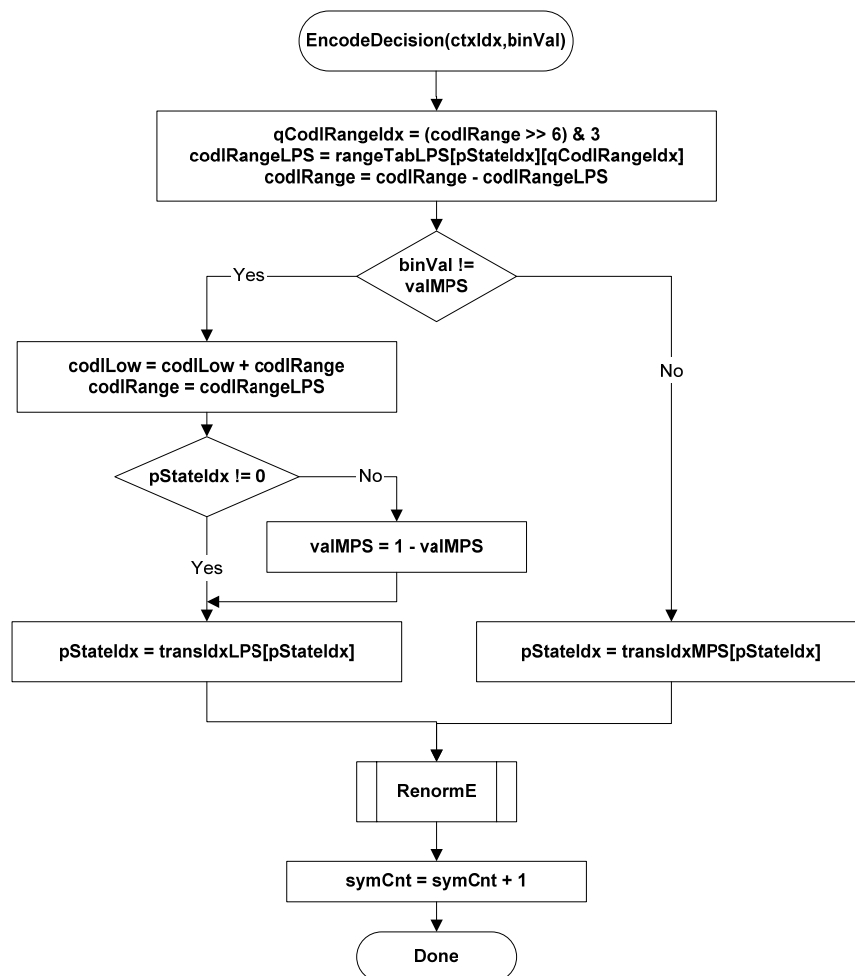 EncodeDecision(ctxIdx,binVal)
qCodIRangeIdx = (codIRange >> 6) & 3
codIRangeLPS = rangeTabLPS[pStateIdx][qCodIRangeIdx]
codIRange = codIRange - codIRangeLPS
binVal !=
valMPS
Yes
No
codILow = codILow + codIRange
codIRange = codIRangeLPS
pStateIdx != 0
No
valMPS = 1 - valMPS
Yes
pStateIdx = transIdxLPS[pStateIdx]
pStateIdx = transIdxMPS[pStateIdx]
RenormE
symCnt = symCnt + 1
Done